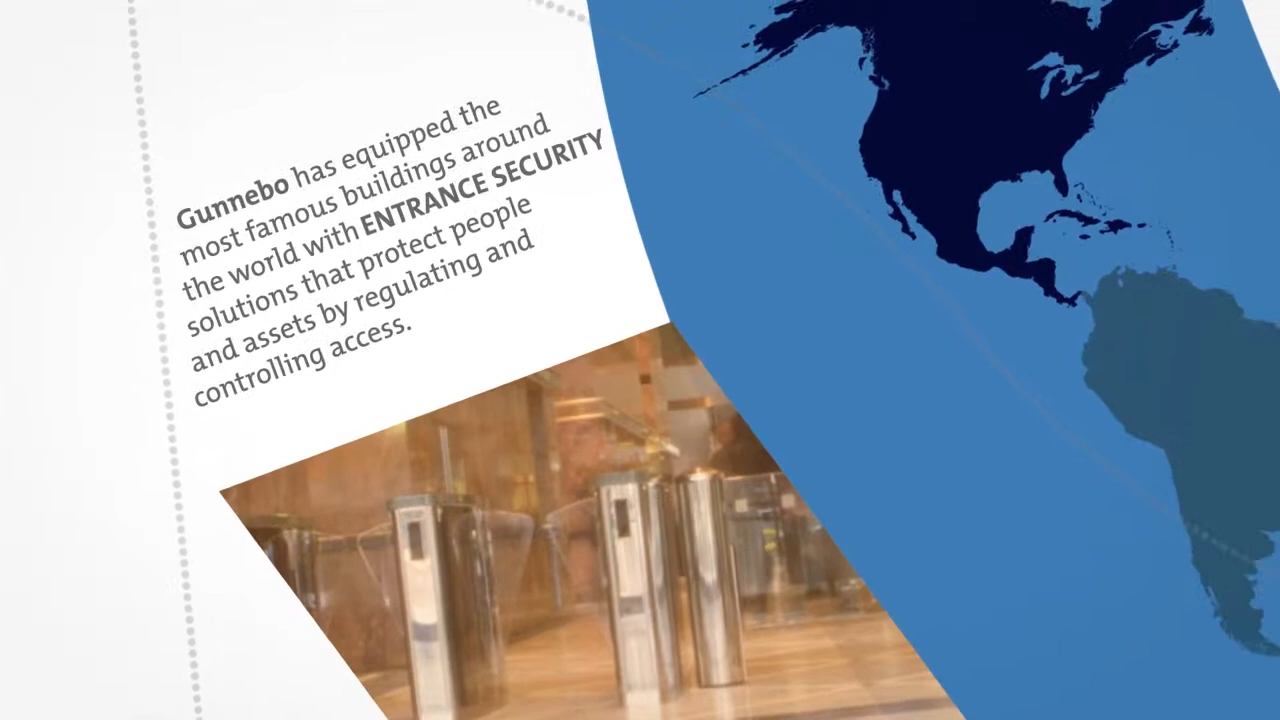 Gunnebo has equipped the
most famous buildings around
the world with ENTRANCE SECURITY
solutions that protect people
and assets by regulating and
controlling access.